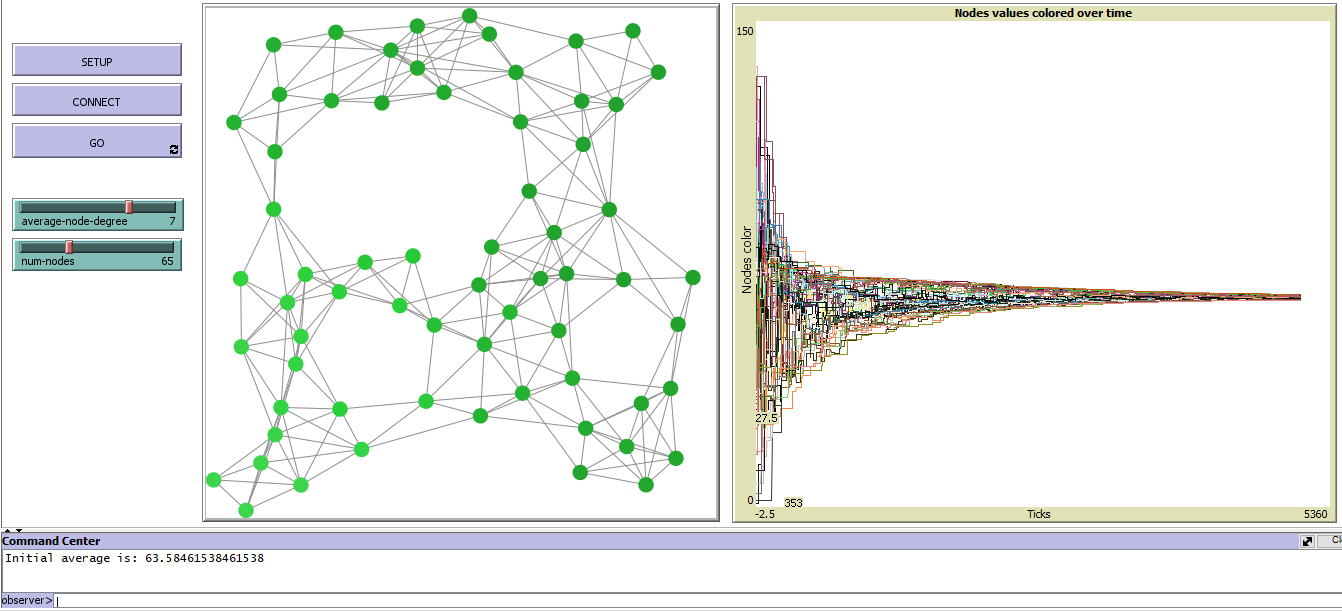 SETUP
CONNECT
GO
average-node-degree 7
num-nodes 65
Nodes values colored over time
150
Nodes color
27.5
0
353
-2.5
Ticks
5360
Command Center
Initial average is: 63.58461538461538
observer>